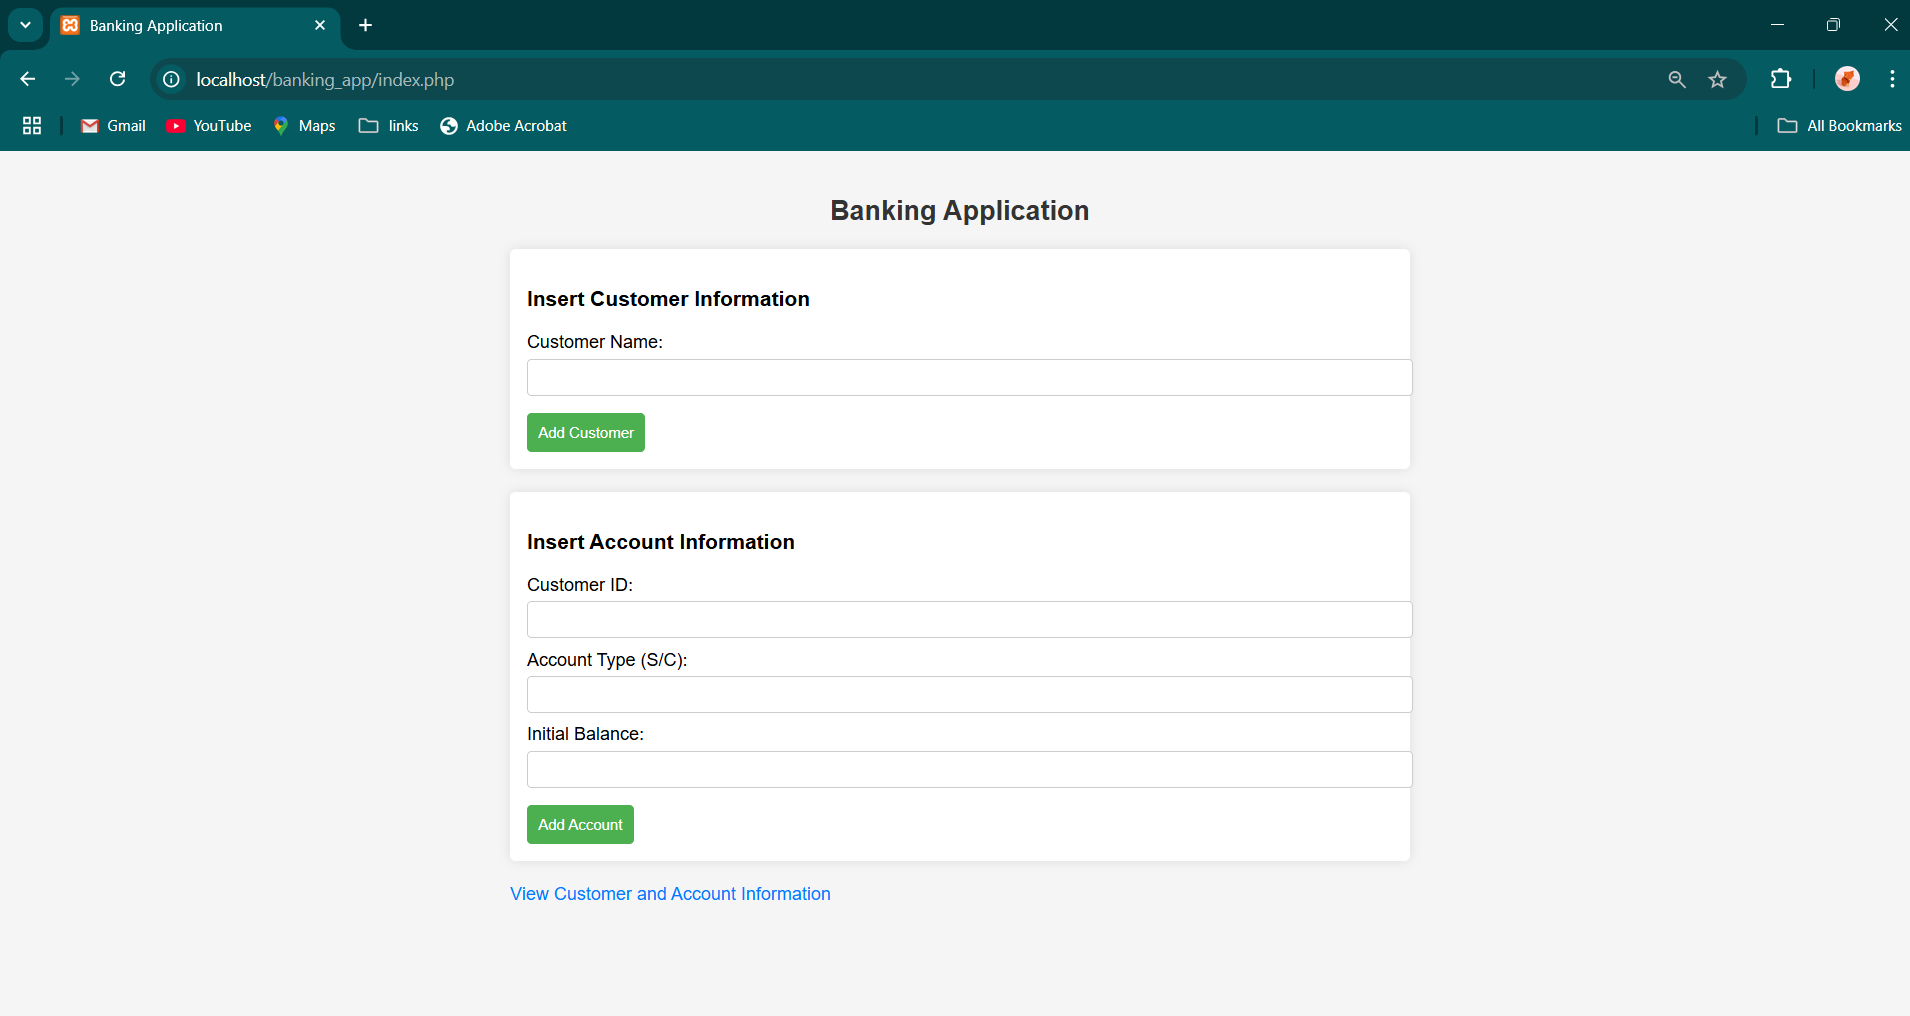 Banking Application
localhost/banking_app/index.php
Gmail YouTube Maps links Adobe Acrobat All Bookmarks
Banking Application
Insert Customer Information
Customer Name:
Add Customer
Insert Account Information
Customer ID:
Account Type (S/C):
Initial Balance:
Add Account
View Customer and Account Information